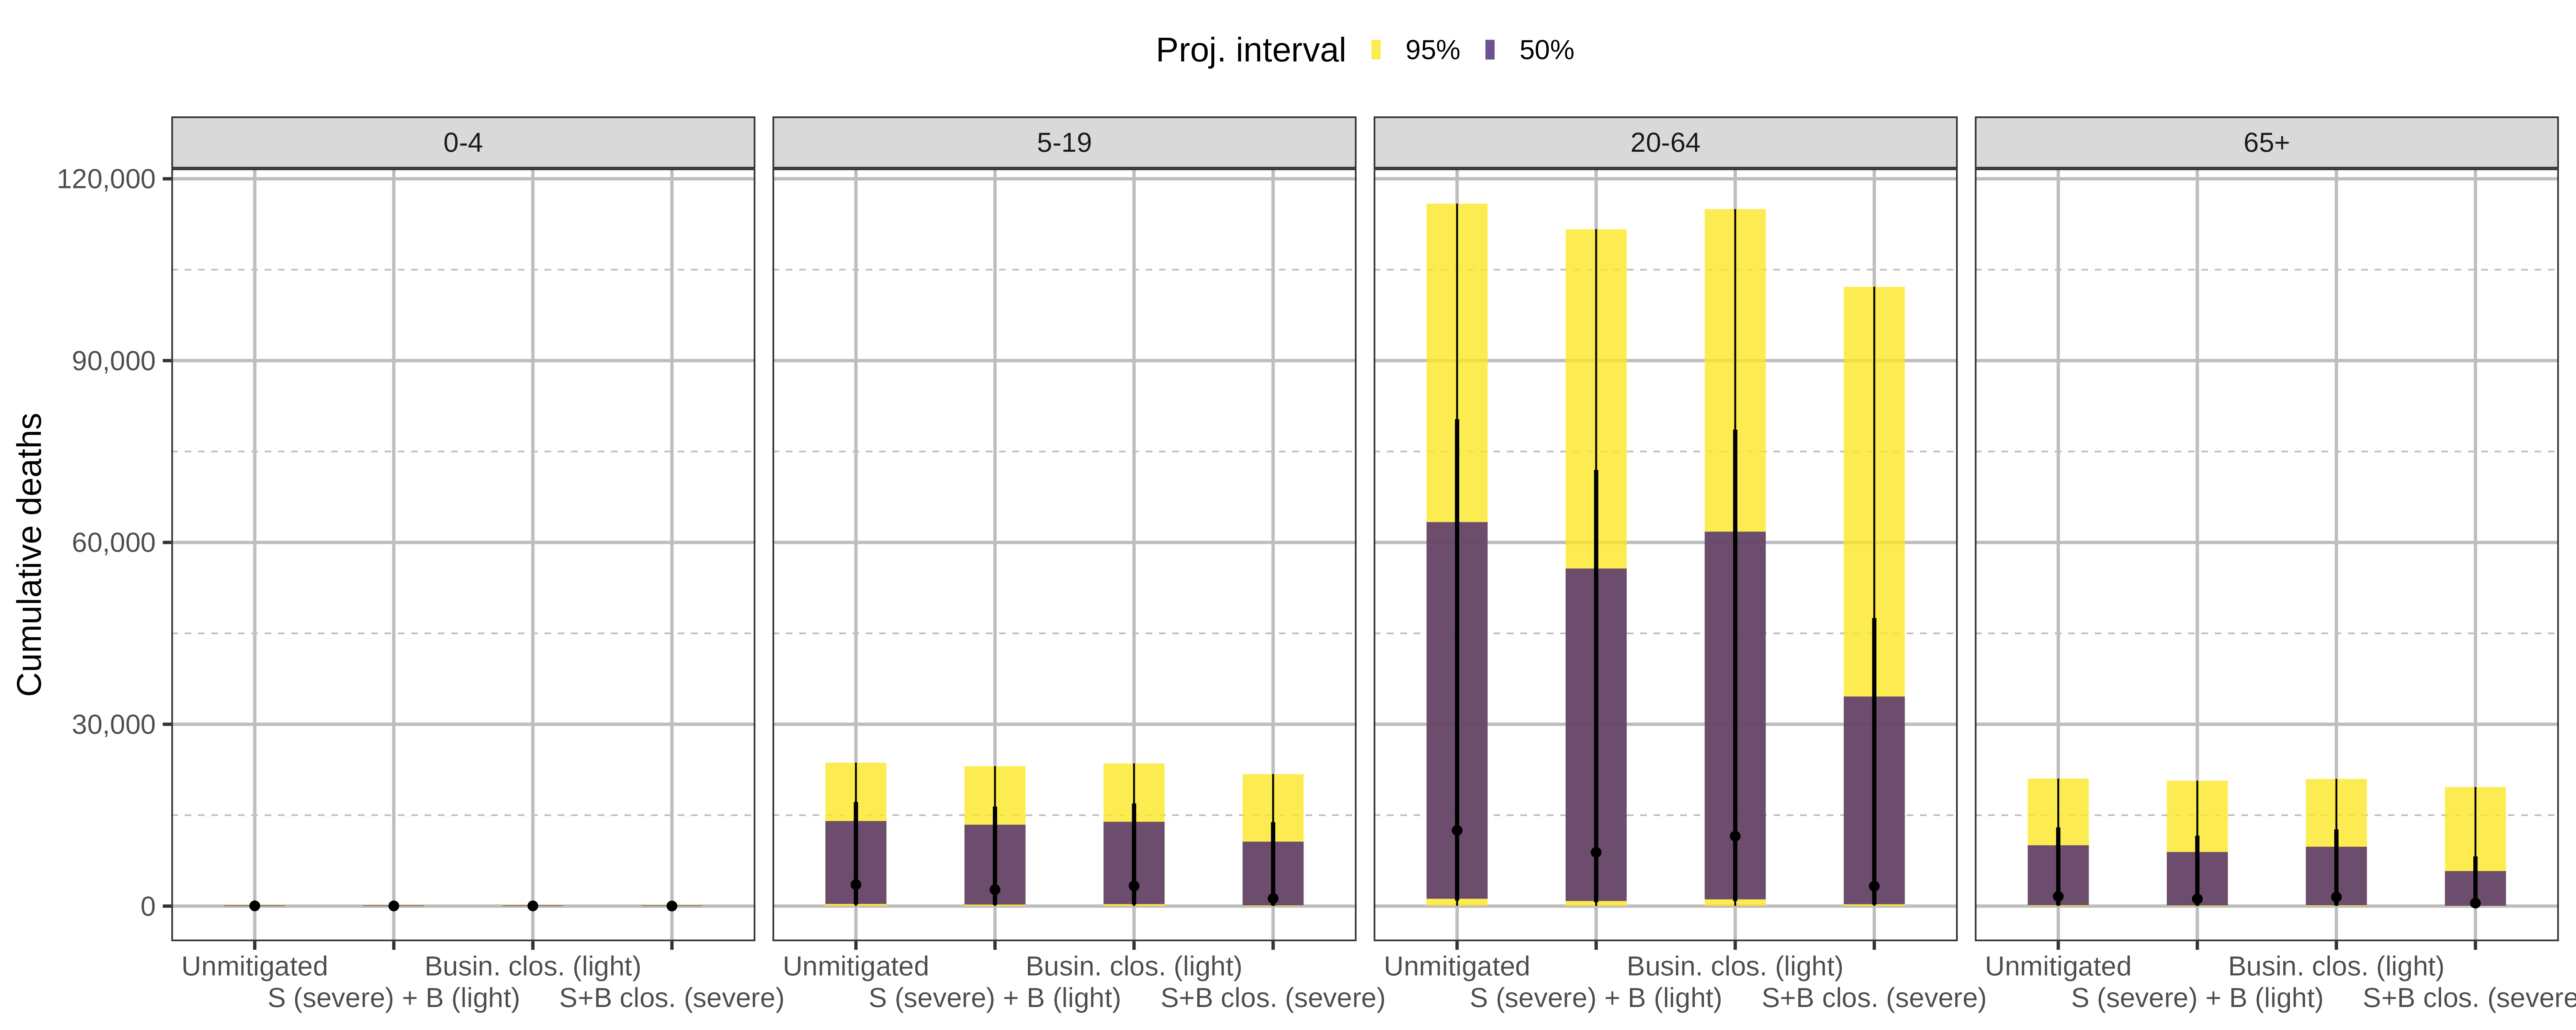 Proj. interval 95% 50%
0-4 5-19 20-64 65+
120,000
90,000
60,000
30,000
0
Cumulative deaths
Unmitigated Busin. clos. (light) Unmitigated Busin. clos. (light) Unmitigated Busin. clos. (light) Unmitigated Busin. clos. (light)
S (severe) + B (light) S+B clos. (severe) S (severe) + B (light) S+B clos. (severe) S (severe) + B (light) S+B clos. (severe) S (severe) + B (light) S+B clos. (severe